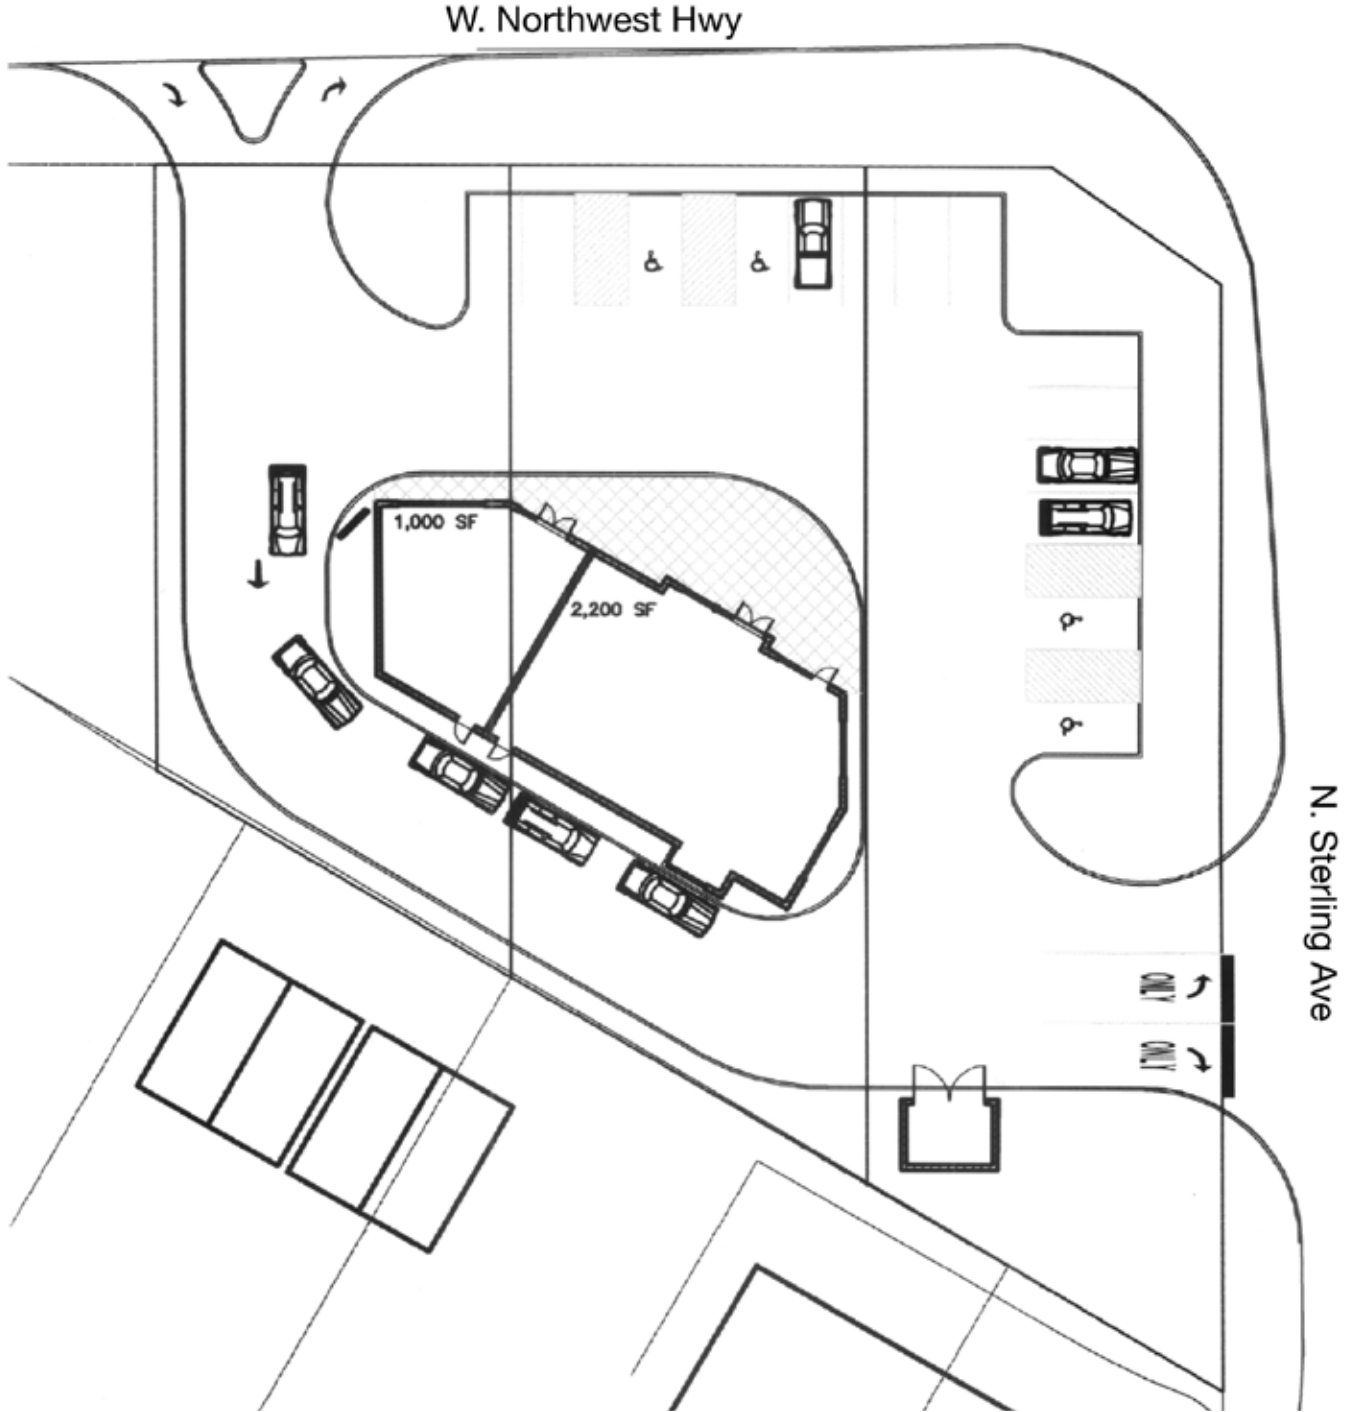 W. Northwest Hwy
1,000 SF
2,200 SF
N. Sterling Ave
ONLY
ONLY